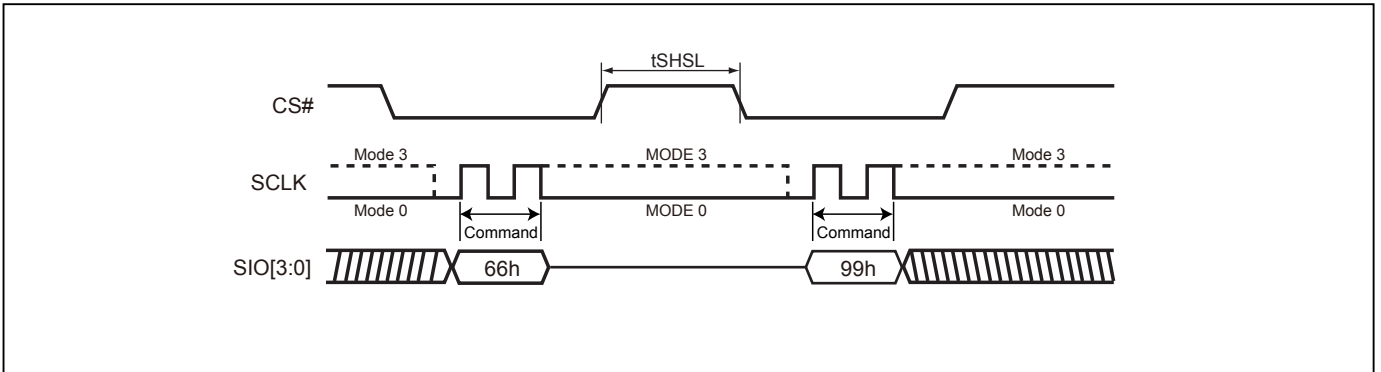 tSHSL
CS#
Mode 3 MODE 3 Mode 3
SCLK
Mode 0 MODE 0 Mode 0
Command Command
SIO[3:0] 66h 99h